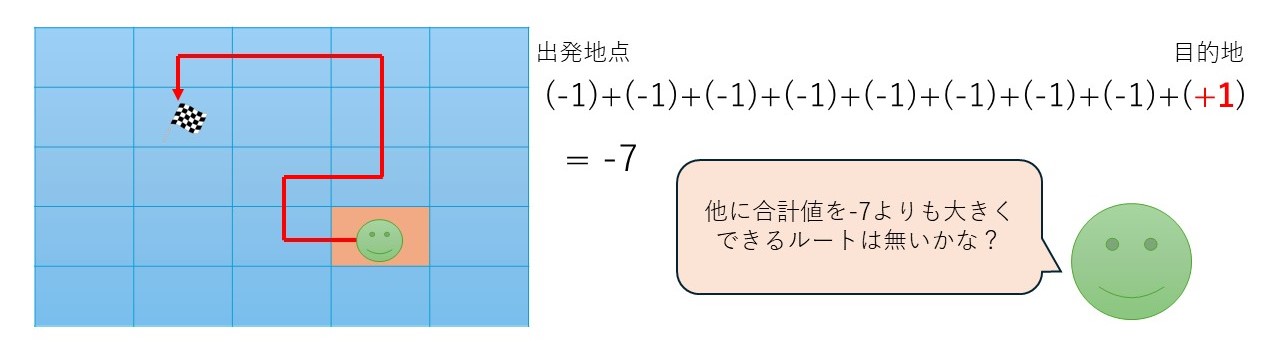 出発地点
目的地
(-1)+(-1)+(-1)+(-1)+(-1)+(-1)+(-1)+(-1)+(+1)
= -7
他に合計値を-7よりも大きく
できるルートは無いかな？